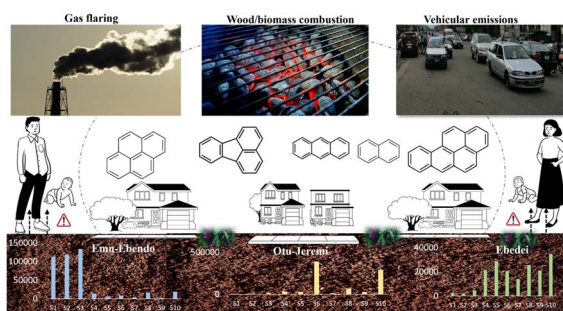 Gas flaring
Wood/biomass combustion
Vehicular emissions
150000
100000
50000
0
Emu-Ebendo
S1 S2 S3 S4 S5 S6 S7 S8 S9 S10
500000
0
Otu-Jeremi
S1 S2 S3 S4 S5 S6 S7 S8 S9 S10
40000
20000
0
Ebedei
S1 S2 S3 S4 S5 S6 S7 S8 S9 S10